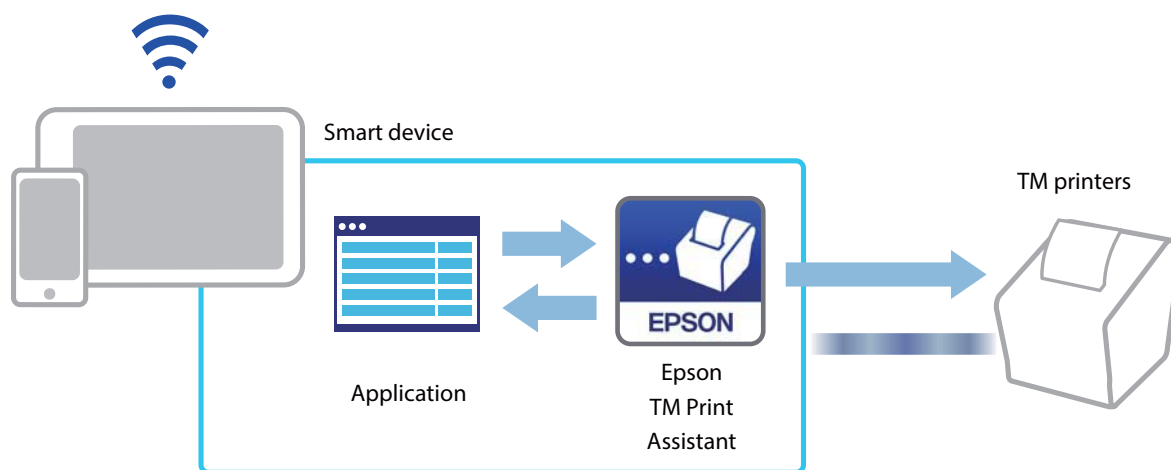 Smart device
TM printers
EPSON
Application
Epson
TM Print
Assistant